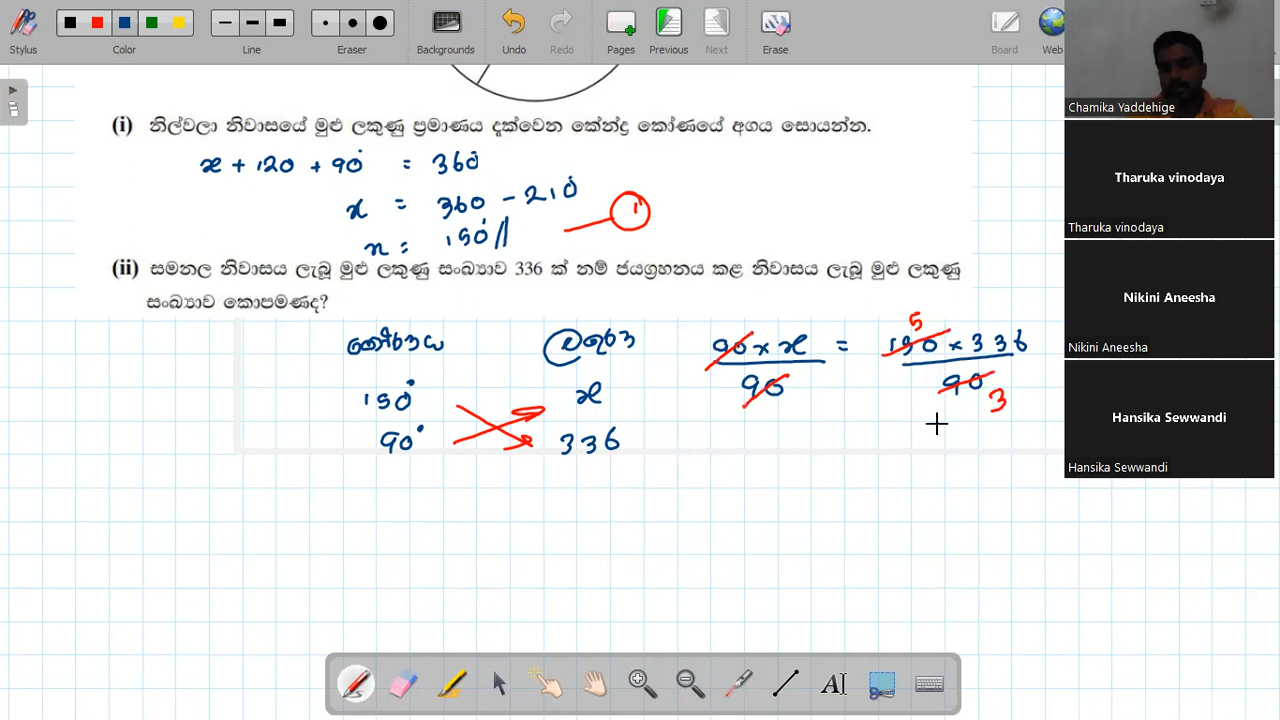 Stylus
Color
Line
Eraser
Backgrounds
Undo
Redo
Pages
Previous
Next
Erase
Board
Web
Chamika Yaddehige
Tharuka vinodaya
Tharuka vinodaya
Nikini Aneesha
Nikini Aneesha
Hansika Sewwandi
Hansika Sewwandi
(i) නිල්වලා නිවාසයේ මුළු ලකුණු ප්‍රමාණය දැක්වෙන කේන්ද්‍ර කෝණයේ අගය සොයන්න.
x + 120 + 90° = 360°
x = 360 - 210°
x = 150° //
1
(ii) සමනල නිවාසය ලැබූ මුළු ලකුණු සංඛ්‍යාව 336 ක් නම් ජයග්‍රහනය කළ නිවාසය ලැබූ මුළු ලකුණු
සංඛ්‍යාව කොපමණද?
150° x
90° 336
90 × x = 150 × 336
90 90
5
3